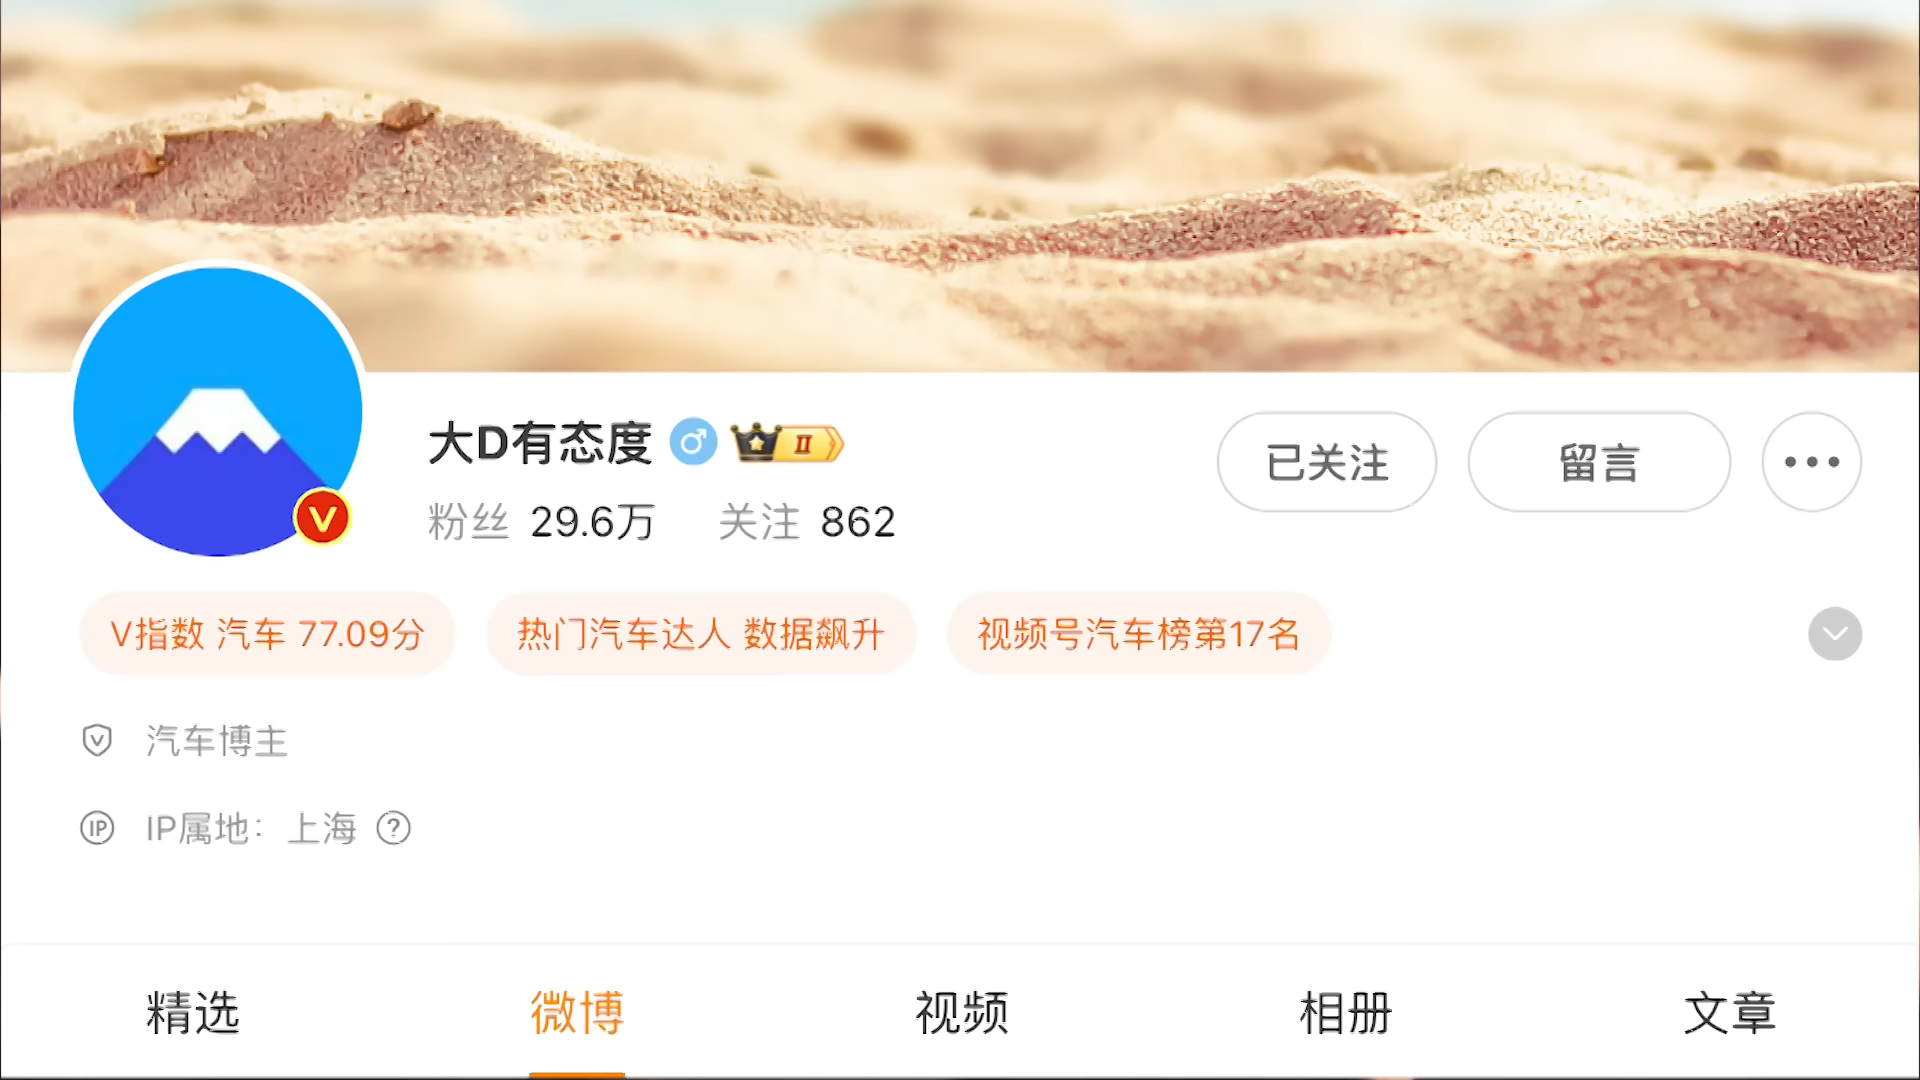 大D有态度 II
粉丝 29.6万 关注 862
已关注 留言
V
V指数 汽车 77.09分 热门汽车达人 数据飙升 视频号汽车榜第17名
汽车博主
IP IP属地：上海 ?
精选 微博 视频 相册 文章